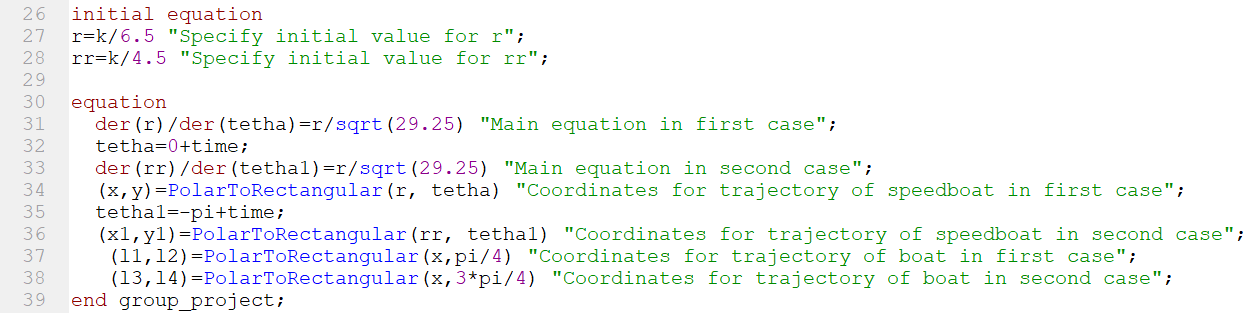 26 initial equation
27 r=k/6.5 "Specify initial value for r";
28 rr=k/4.5 "Specify initial value for rr";
29
30 equation
31 der(r)/der(tetha)=r/sqrt(29.25) "Main equation in first case";
32 tetha=0+time;
33 der(rr)/der(tetha1)=r/sqrt(29.25) "Main equation in second case";
34 (x,y)=PolarToRectangular(r, tetha) "Coordinates for trajectory of speedboat in first case";
35 tetha1=-pi+time;
36 (x1,y1)=PolarToRectangular(rr, tetha1) "Coordinates for trajectory of speedboat in second case";
37 (l1,l2)=PolarToRectangular(x,pi/4) "Coordinates for trajectory of boat in first case";
38 (l3,l4)=PolarToRectangular(x,3*pi/4) "Coordinates for trajectory of boat in second case";
39 end group_project;